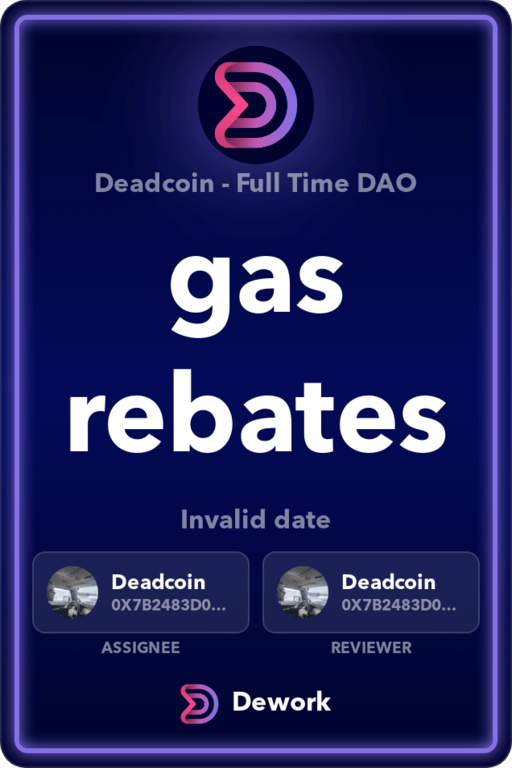 Deadcoin - Full Time DAO
gas
rebates
Invalid date
Deadcoin
0X7B2483D0...
ASSIGNEE
Deadcoin
0X7B2483D0...
REVIEWER
Dework